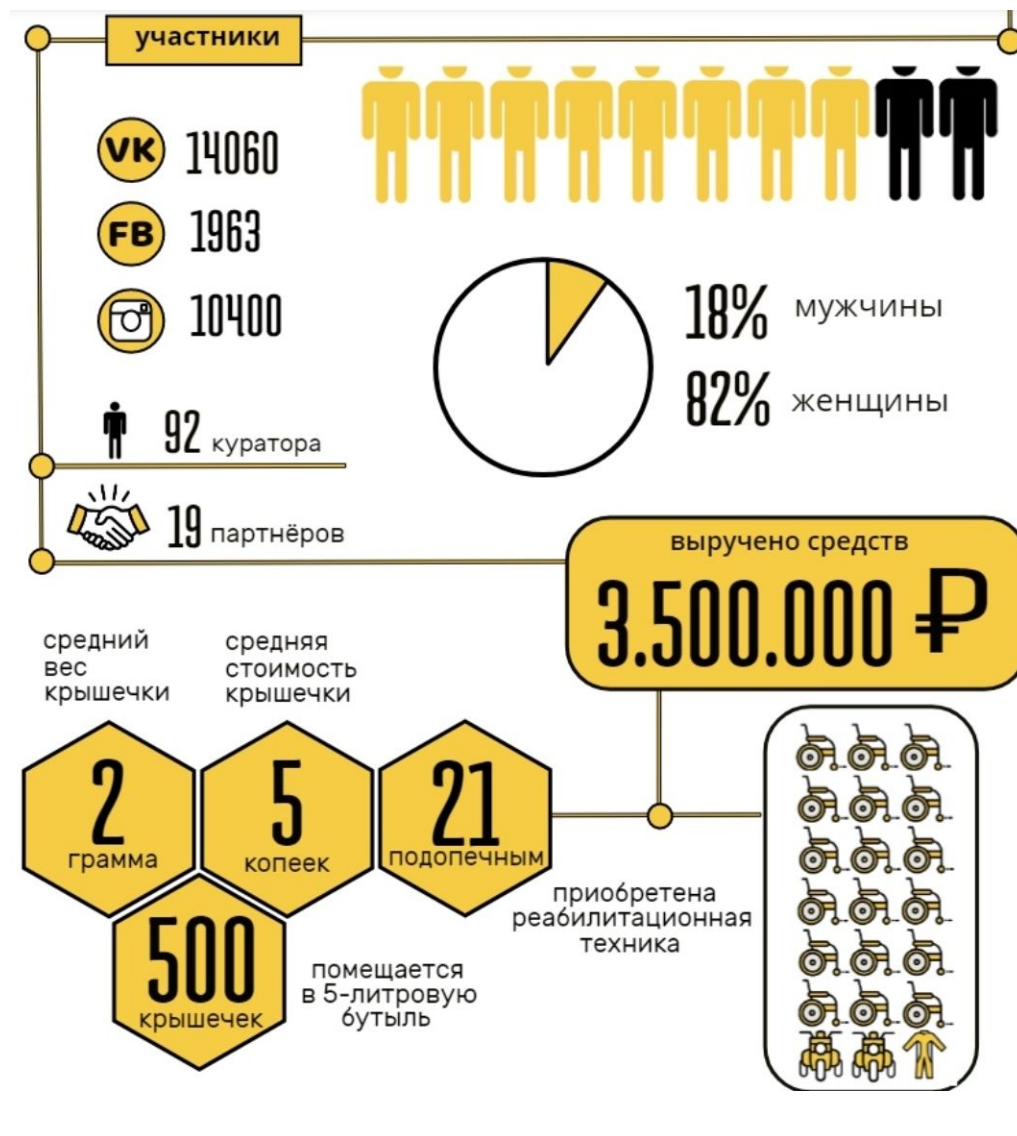 участники
VK 14060
FB 1963
10400
18% мужчины
82% женщины
92 куратора
19 партнёров
выручено средств
3.500.000 ₽
средний
вес
крышечки
средняя
стоимость
крышечки
2
грамма
5
копеек
21
подопечным
приобретена
реабилитационная
техника
500
крышечек
помещается
в 5-литровую
бутыль